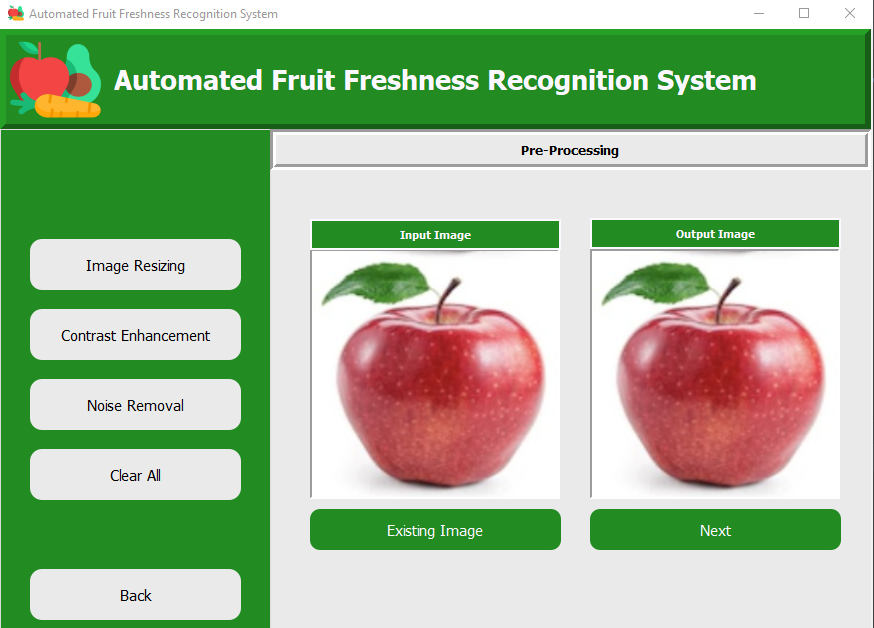 Automated Fruit Freshness Recognition System
Automated Fruit Freshness Recognition System
Pre-Processing
Image Resizing
Contrast Enhancement
Noise Removal
Clear All
Back
Input Image
Output Image
Existing Image
Next